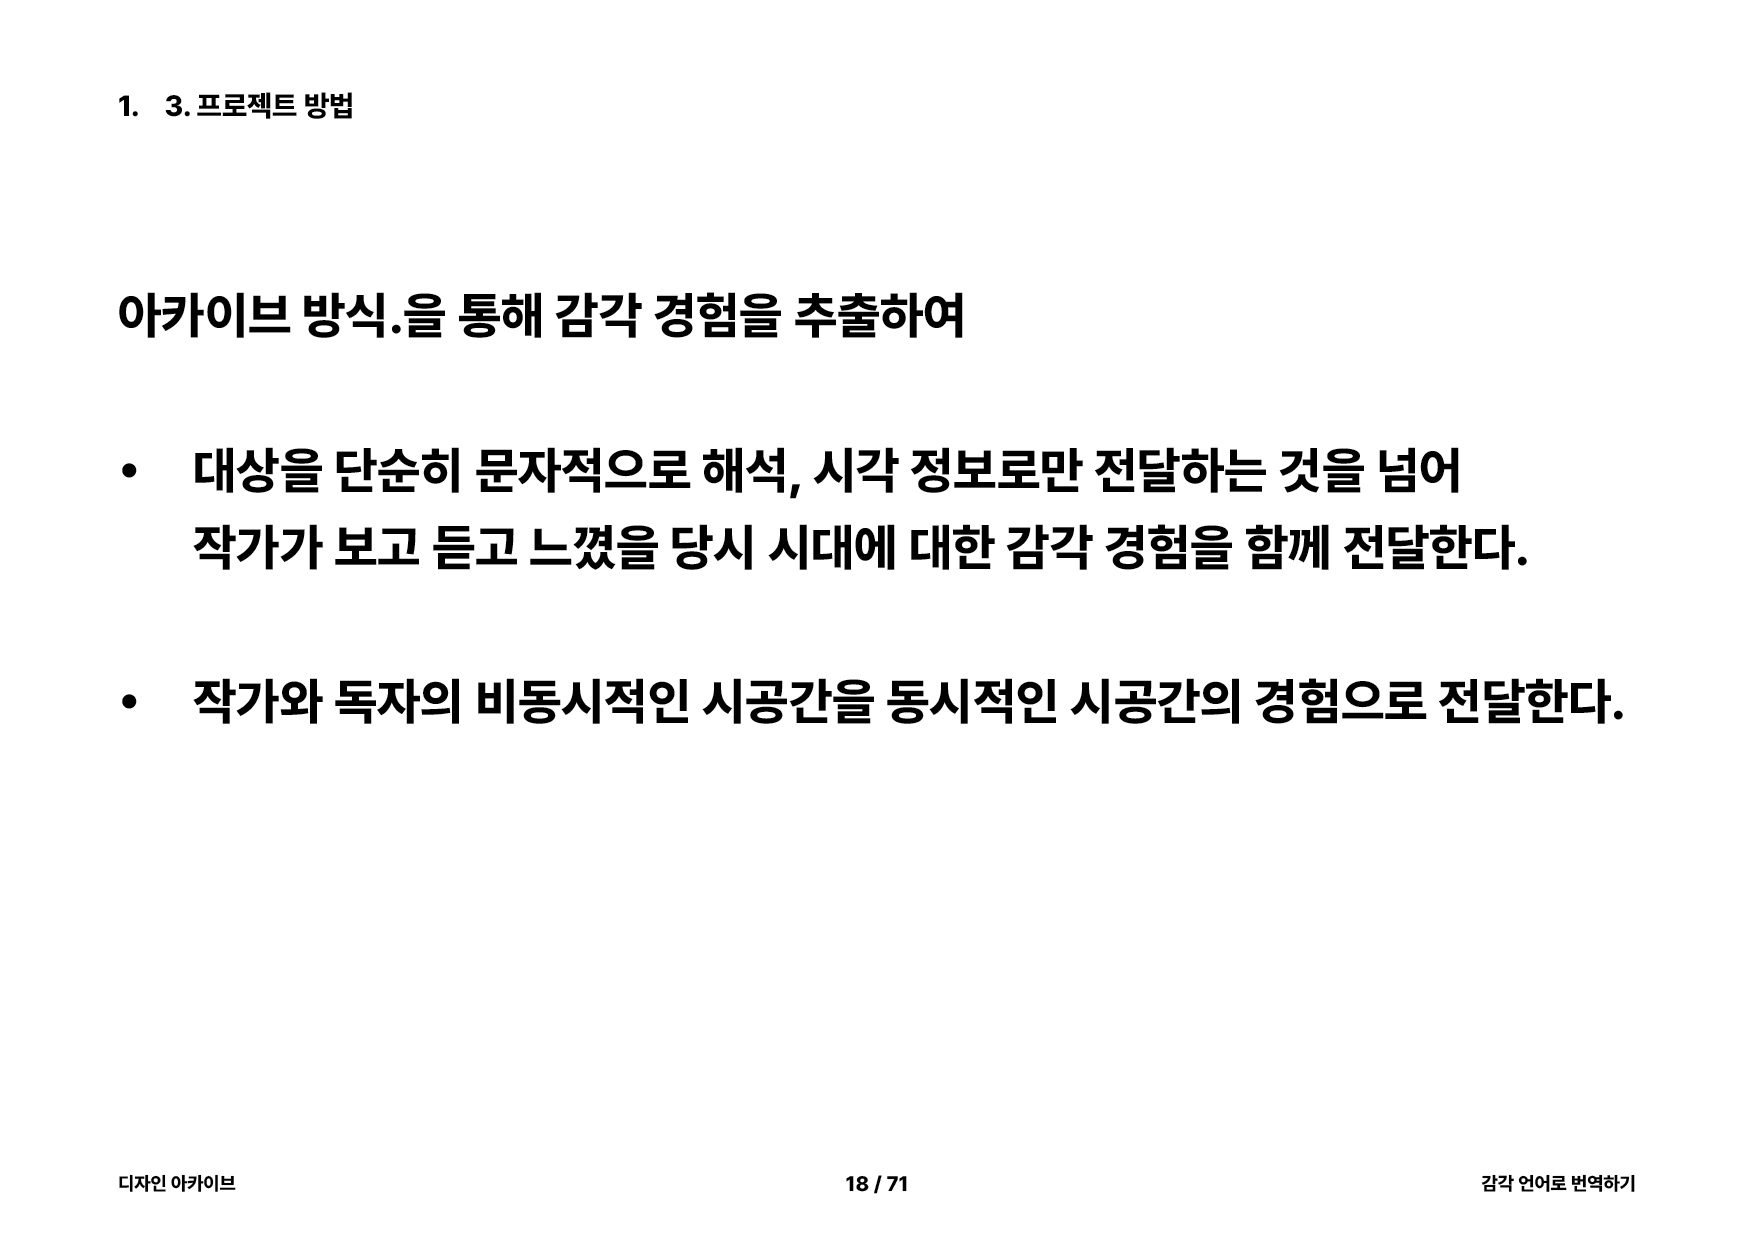 1. 3. 프로젝트 방법
아카이브 방식.을 통해 감각 경험을 추출하여
• 대상을 단순히 문자적으로 해석, 시각 정보로만 전달하는 것을 넘어
작가가 보고 듣고 느꼈을 당시 시대에 대한 감각 경험을 함께 전달한다.
• 작가와 독자의 비동시적인 시공간을 동시적인 시공간의 경험으로 전달한다.
디자인 아카이브 18 / 71 감각 언어로 번역하기